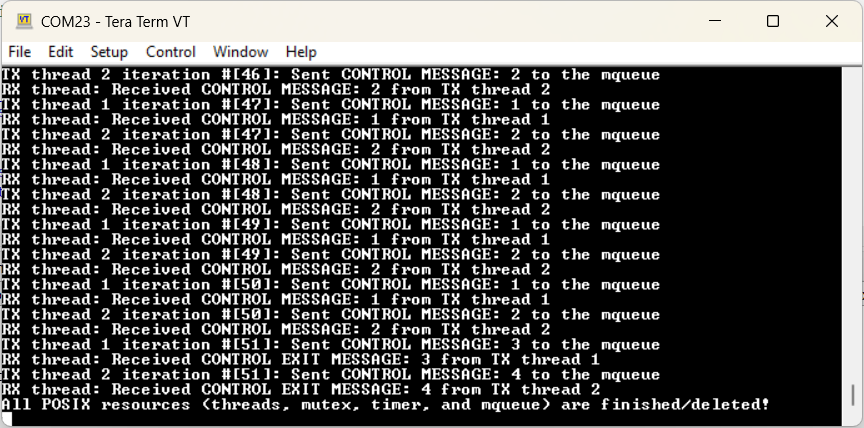 VT COM23 - Tera Term VT
File Edit Setup Control Window Help
TX thread 2 iteration #[46]: Sent CONTROL MESSAGE: 2 to the mqueue
RX thread: Received CONTROL MESSAGE: 2 from TX thread 2
TX thread 1 iteration #[47]: Sent CONTROL MESSAGE: 1 to the mqueue
RX thread: Received CONTROL MESSAGE: 1 from TX thread 1
TX thread 2 iteration #[47]: Sent CONTROL MESSAGE: 2 to the mqueue
RX thread: Received CONTROL MESSAGE: 2 from TX thread 2
TX thread 1 iteration #[48]: Sent CONTROL MESSAGE: 1 to the mqueue
RX thread: Received CONTROL MESSAGE: 1 from TX thread 1
TX thread 2 iteration #[48]: Sent CONTROL MESSAGE: 2 to the mqueue
RX thread: Received CONTROL MESSAGE: 2 from TX thread 2
TX thread 1 iteration #[49]: Sent CONTROL MESSAGE: 1 to the mqueue
RX thread: Received CONTROL MESSAGE: 1 from TX thread 1
TX thread 2 iteration #[49]: Sent CONTROL MESSAGE: 2 to the mqueue
RX thread: Received CONTROL MESSAGE: 2 from TX thread 2
TX thread 1 iteration #[50]: Sent CONTROL MESSAGE: 1 to the mqueue
RX thread: Received CONTROL MESSAGE: 1 from TX thread 1
TX thread 2 iteration #[50]: Sent CONTROL MESSAGE: 2 to the mqueue
RX thread: Received CONTROL MESSAGE: 2 from TX thread 2
TX thread 1 iteration #[51]: Sent CONTROL MESSAGE: 3 to the mqueue
RX thread: Received CONTROL EXIT MESSAGE: 3 from TX thread 1
TX thread 2 iteration #[51]: Sent CONTROL MESSAGE: 4 to the mqueue
RX thread: Received CONTROL EXIT MESSAGE: 4 from TX thread 2
All POSIX resources (threads, mutex, timer, and mqueue) are finished/deleted!